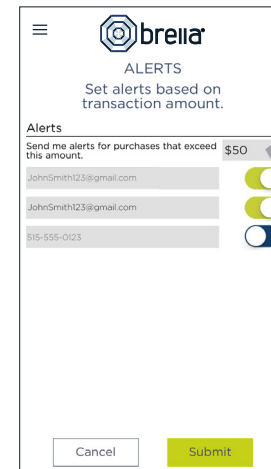 brella
ALERTS
Set alerts based on
transaction amount.
Alerts
Send me alerts for purchases that exceed
this amount.
$50
JohnSmith123@gmail.com
JohnSmith123@gmail.com
515-555-0123
Cancel
Submit